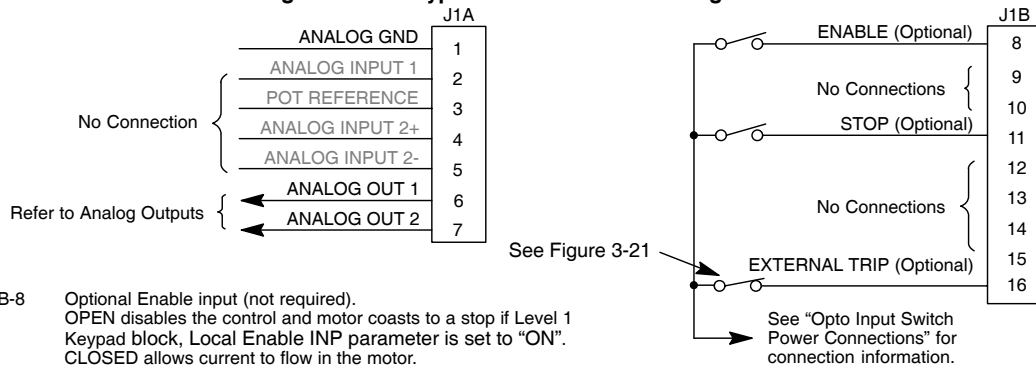 J1A
ANALOG GND 1
ANALOG INPUT 1 2
POT REFERENCE 3
No Connection
ANALOG INPUT 2+ 4
ANALOG INPUT 2- 5
ANALOG OUT 1 6
Refer to Analog Outputs
ANALOG OUT 2 7
J1B
ENABLE (Optional) 8
9
No Connections
10
STOP (Optional) 11
12
No Connections 13
14
15
See Figure 3-21
EXTERNAL TRIP (Optional) 16
See “Opto Input Switch
Power Connections” for
connection information.
B-8 Optional Enable input (not required).
OPEN disables the control and motor coasts to a stop if Level 1
Keypad block, Local Enable INP parameter is set to “ON”.
CLOSED allows current to flow in the motor.